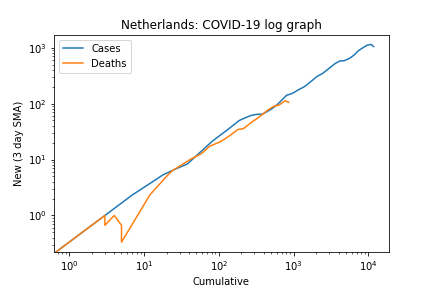 Netherlands: COVID-19 log graph
Cases
Deaths
New (3 day SMA)
10³
10²
10¹
10⁰
10⁰ 10¹ 10² 10³ 10⁴
Cumulative